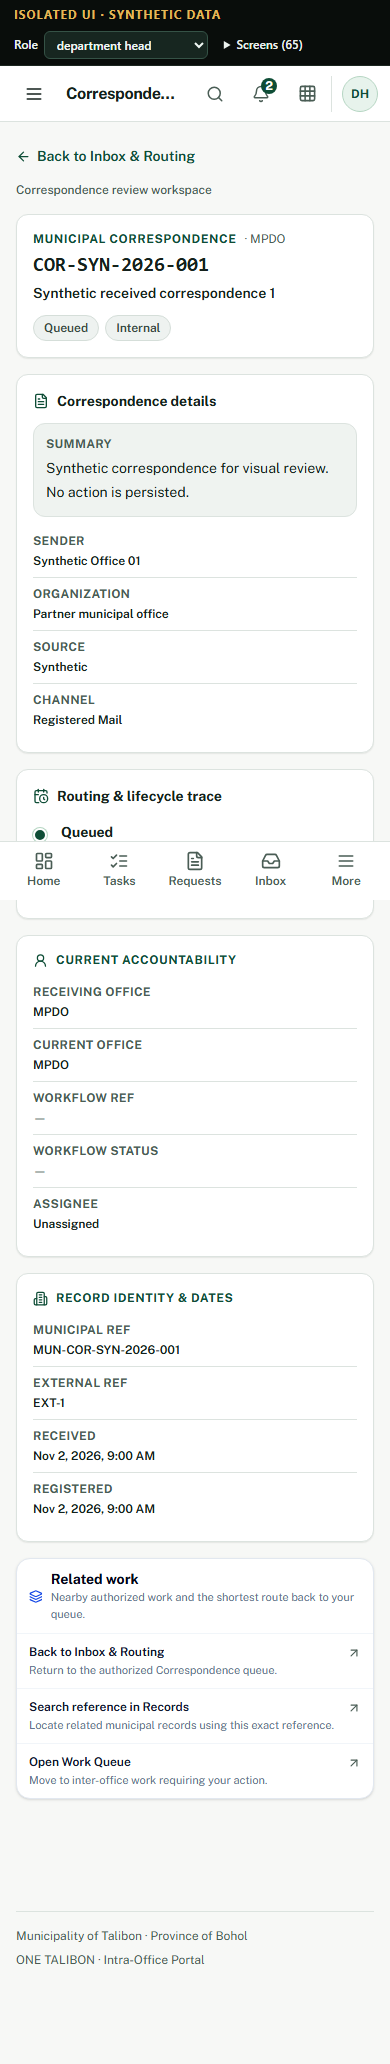 ISOLATED UI · SYNTHETIC DATA
Role department head ▶ Screens (65)
Corresponde... 2 DH
← Back to Inbox & Routing
Correspondence review workspace
MUNICIPAL CORRESPONDENCE · MPDO
COR-SYN-2026-001
Synthetic received correspondence 1
Queued Internal
Correspondence details
SUMMARY
Synthetic correspondence for visual review.
No action is persisted.
SENDER
Synthetic Office 01
ORGANIZATION
Partner municipal office
SOURCE
Synthetic
CHANNEL
Registered Mail
Routing & lifecycle trace
Queued
Home Tasks Requests Inbox More
CURRENT ACCOUNTABILITY
RECEIVING OFFICE
MPDO
CURRENT OFFICE
MPDO
WORKFLOW REF
—
WORKFLOW STATUS
—
ASSIGNEE
Unassigned
RECORD IDENTITY & DATES
MUNICIPAL REF
MUN-COR-SYN-2026-001
EXTERNAL REF
EXT-1
RECEIVED
Nov 2, 2026, 9:00 AM
REGISTERED
Nov 2, 2026, 9:00 AM
Related work
Nearby authorized work and the shortest route back to your
queue.
Back to Inbox & Routing
Return to the authorized Correspondence queue.
Search reference in Records
Locate related municipal records using this exact reference.
Open Work Queue
Move to inter-office work requiring your action.
Municipality of Talibon · Province of Bohol
ONE TALIBON · Intra-Office Portal